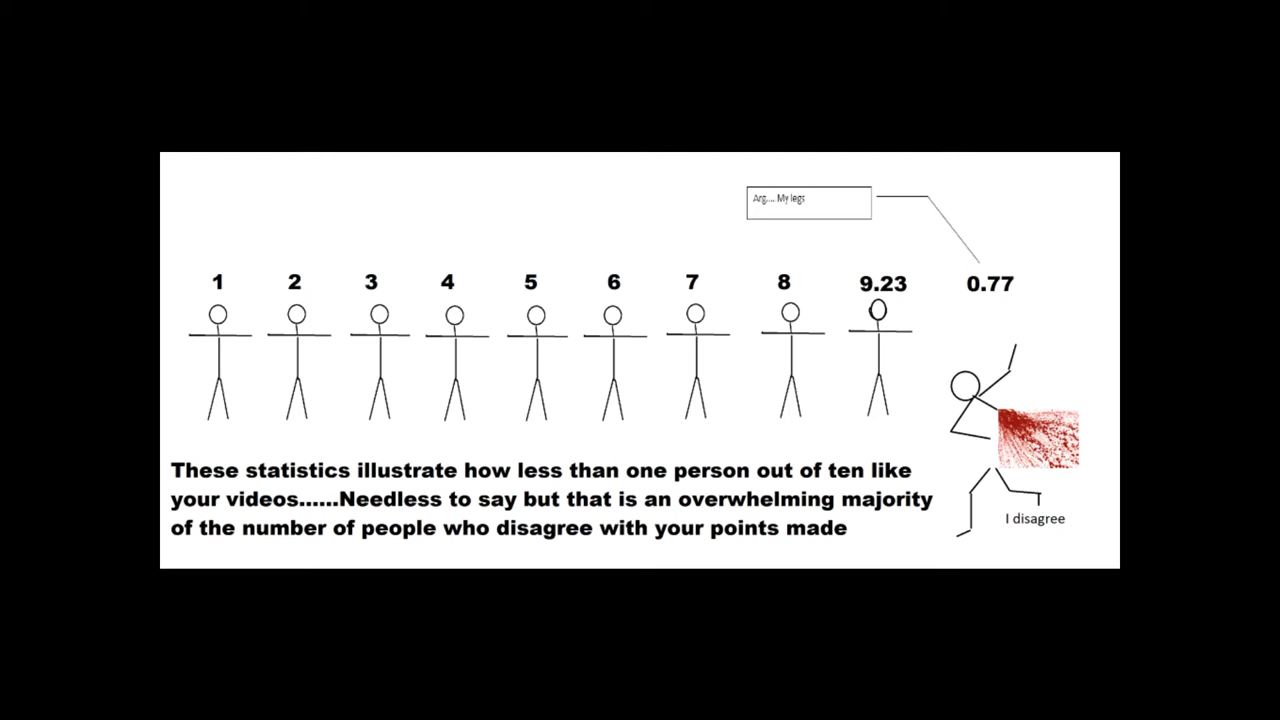 Arg.... My legs
1 2 3 4 5 6 7 8 9.23 0.77
These statistics illustrate how less than one person out of ten like
your videos......Needless to say but that is an overwhelming majority
of the number of people who disagree with your points made
I disagree